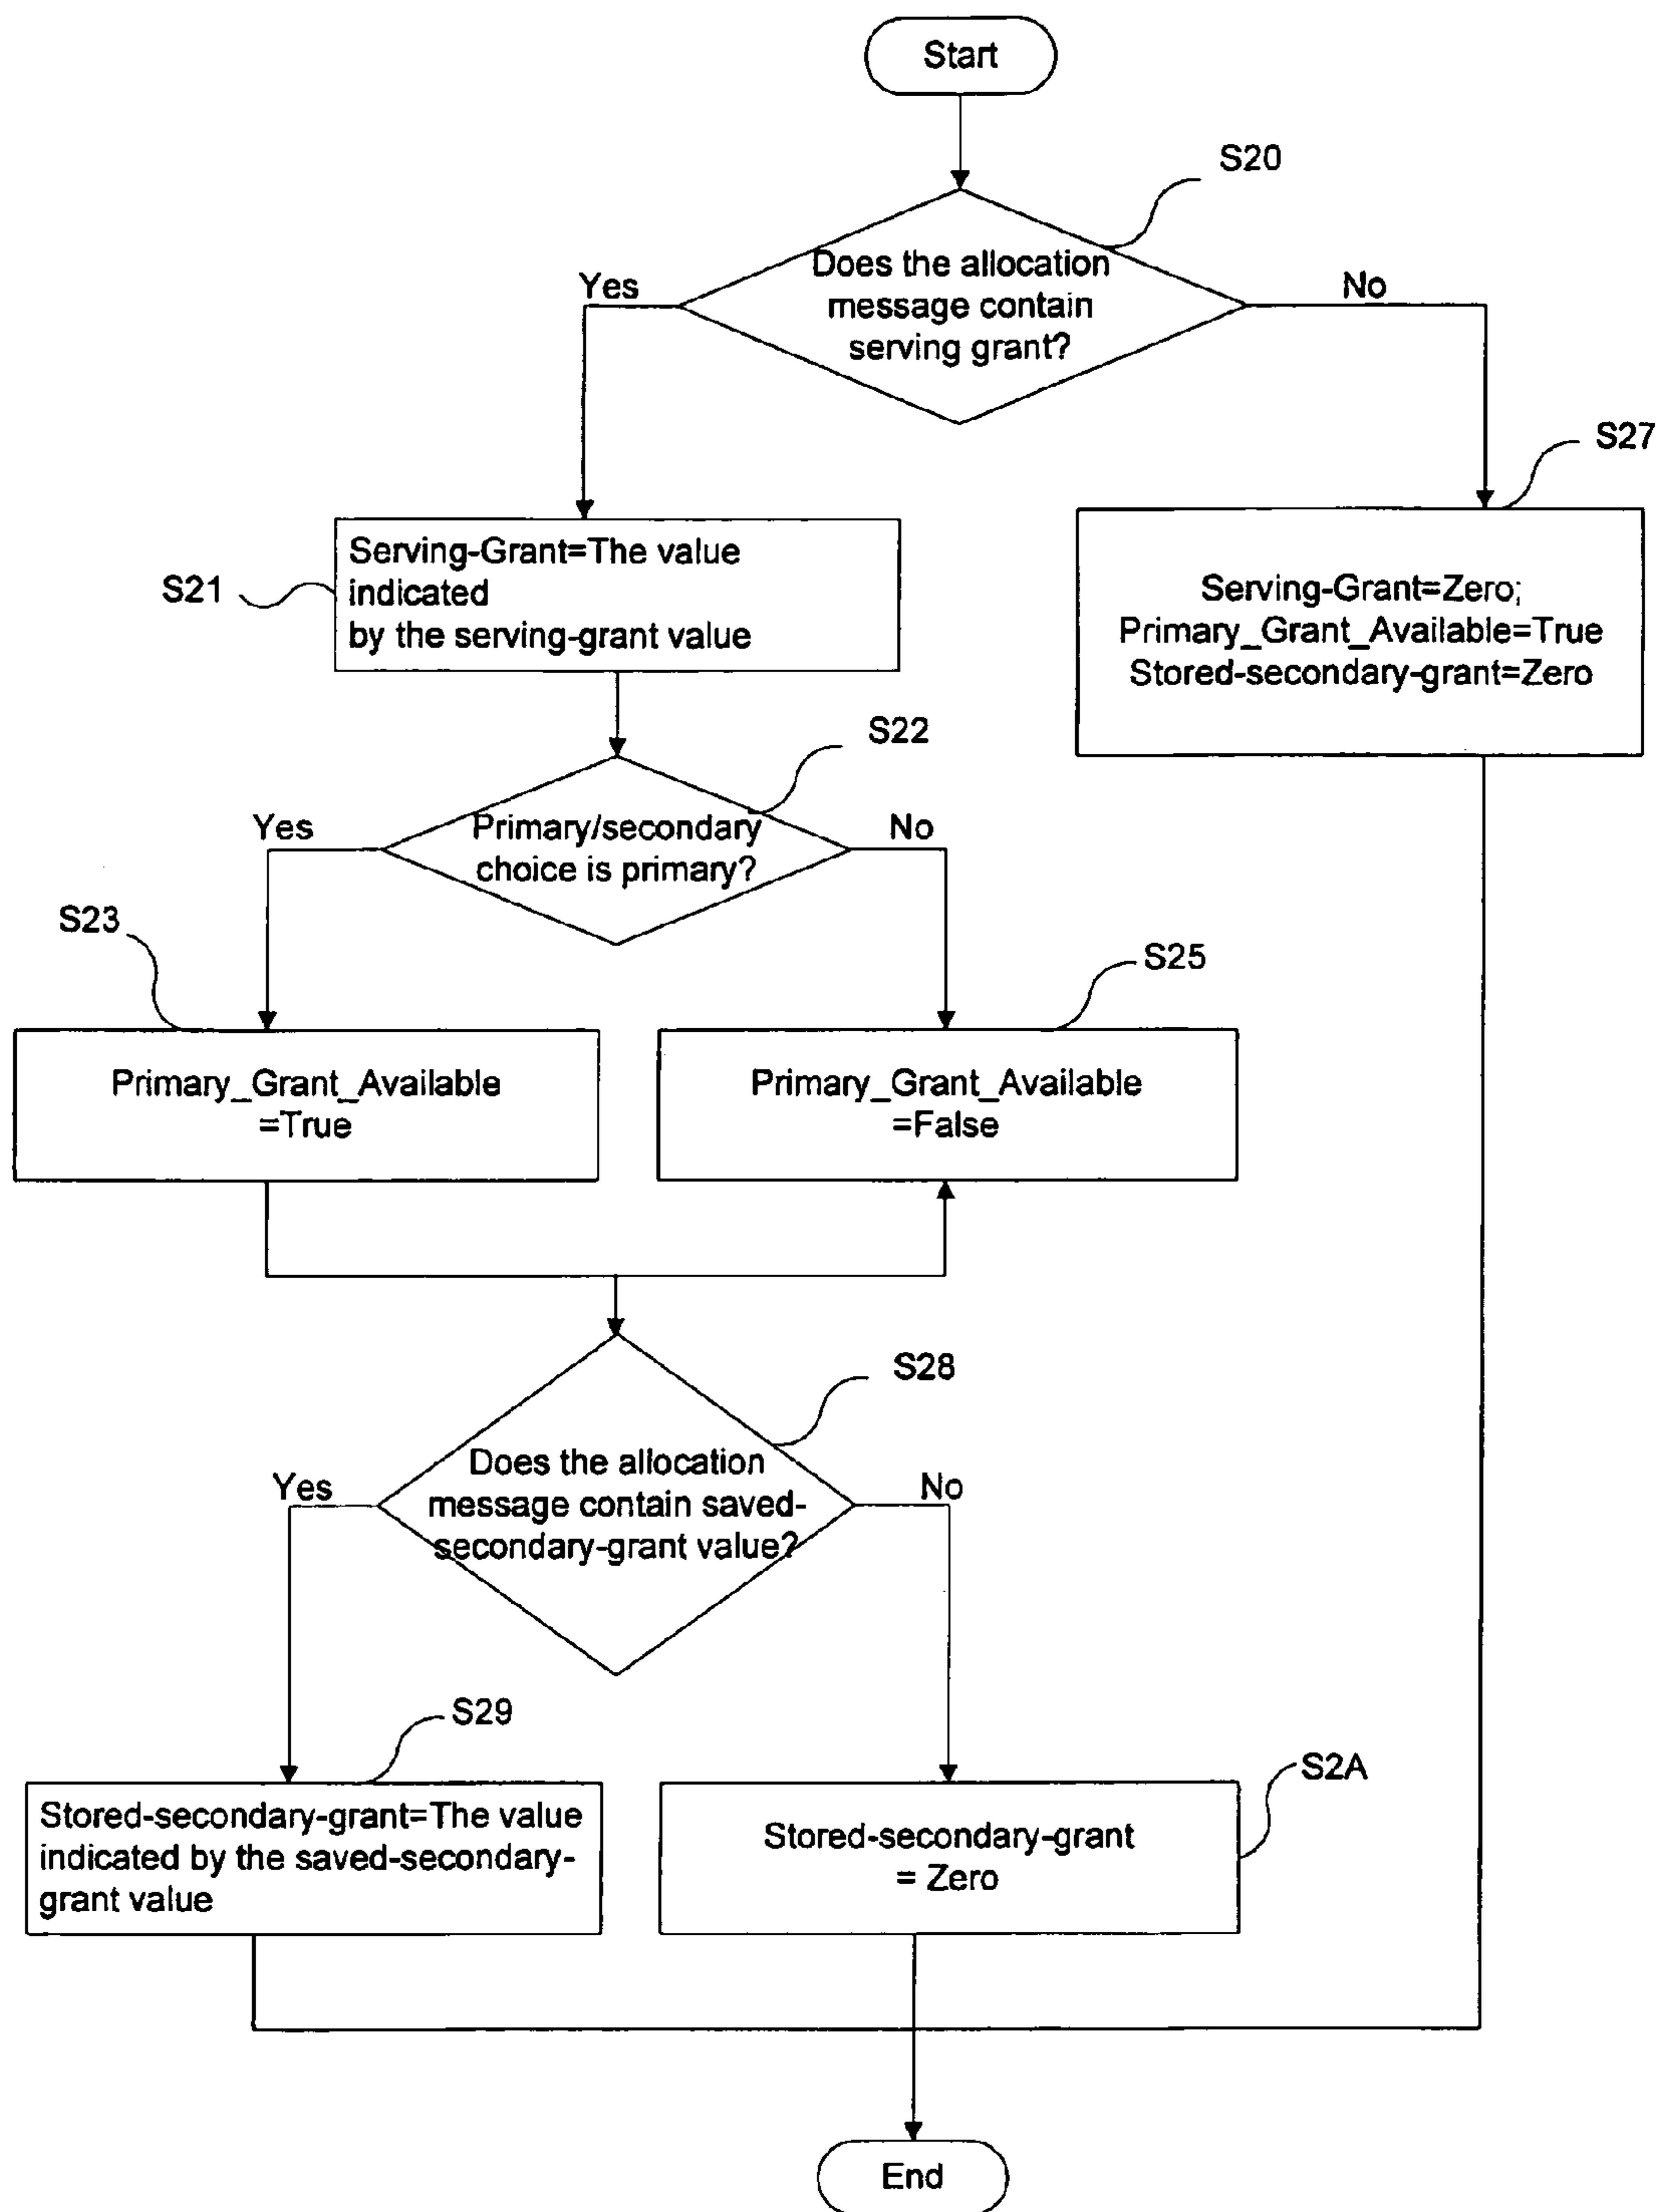 Start
S20
Does the allocation
message contain
serving grant?
Yes
No
S27
Serving-Grant=The value
indicated
by the serving-grant value
S21
Serving-Grant=Zero;
Primary_Grant_Available=True
Stored-secondary-grant=Zero
S22
Primary/secondary
choice is primary?
Yes
No
S23
S25
Primary_Grant_Available
=True
Primary_Grant_Available
=False
S28
Does the allocation
message contain saved-
secondary-grant value?
Yes
No
S29
S2A
Stored-secondary-grant=The value
indicated by the saved-secondary-
grant value
Stored-secondary-grant
= Zero
End